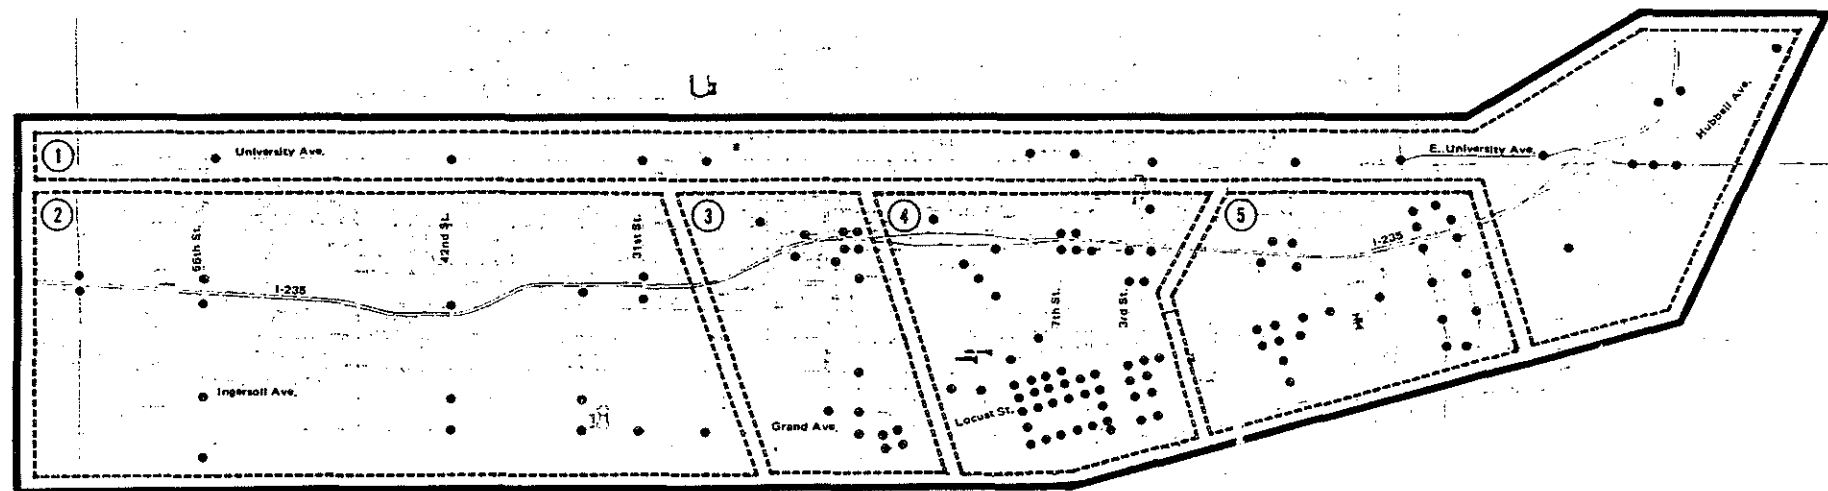 Hubbell Ave.
1
University Ave.
E. University Ave.
2
3
4
5
56th St.
42nd St.
31st St.
I-235
I-235
7th St.
3rd St.
Ingersoll Ave.
Grand Ave.
Locust St.